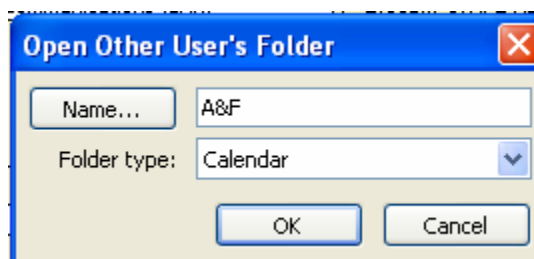 Open Other User's Folder
Name... A&F
Folder type: Calendar
OK Cancel